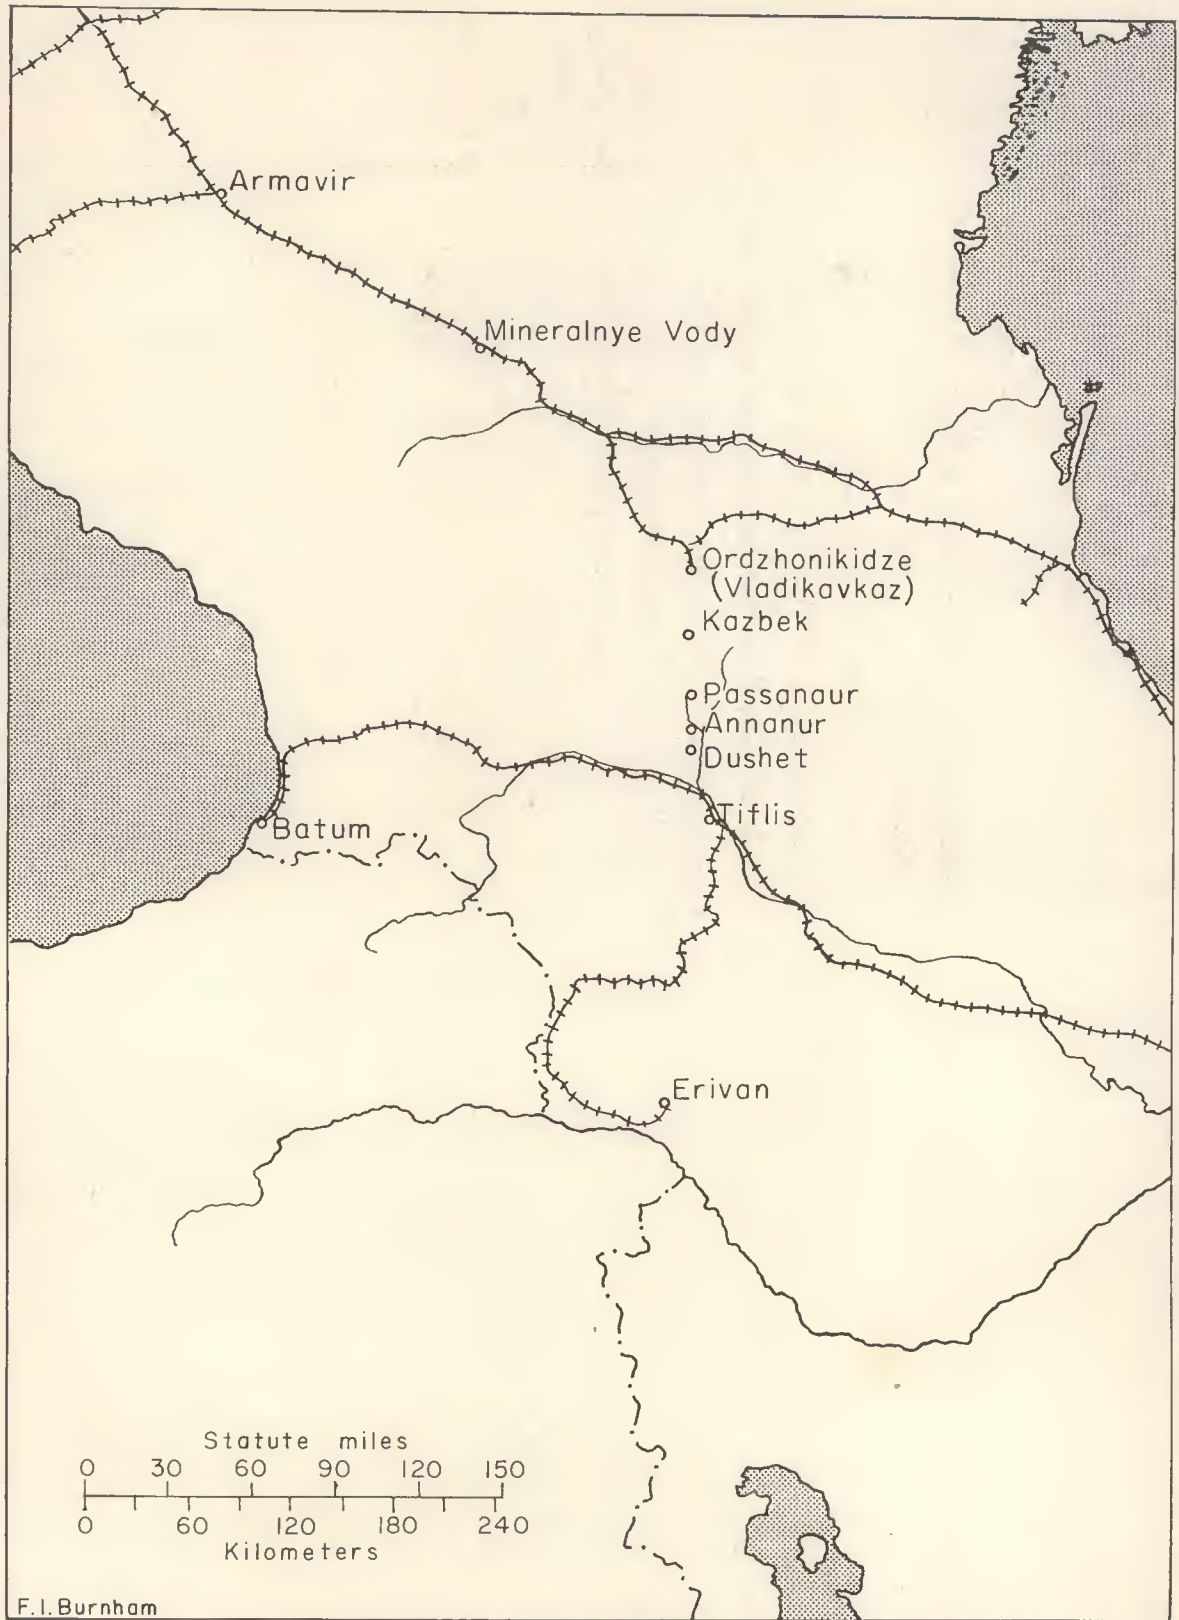 Armavir
Mineralnye Vody
Ordzhonikidze
(Vladikavkaz)
Kazbek
Passanaur
Annanur
Dushet
Tiflis
Batum
Erivan
Statute miles
0 30 60 90 120 150
0 60 120 180 240
Kilometers
F.I.Burnham